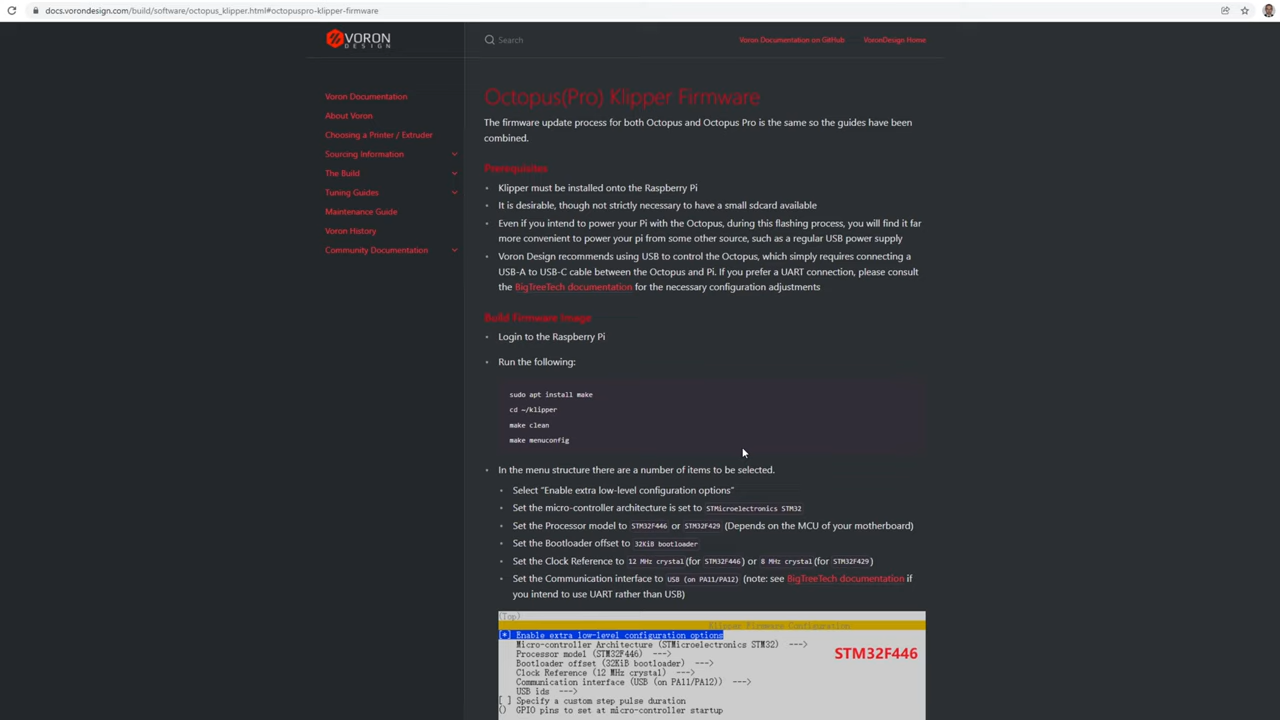 docs.vorondesign.com/build/software/octopus_klipper.html#octopuspro-klipper-firmware
VORON
DESIGN
Search
Voron Documentation on GitHub
VoronDesign Home
Voron Documentation
About Voron
Choosing a Printer / Extruder
Sourcing Information
The Build
Tuning Guides
Maintenance Guide
Voron History
Community Documentation
Octopus(Pro) Klipper Firmware
The firmware update process for both Octopus and Octopus Pro is the same so the guides have been
combined.
Prerequisites
Klipper must be installed onto the Raspberry Pi
It is desirable, though not strictly necessary to have a small sdcard available
Even if you intend to power your Pi with the Octopus, during this flashing process, you will find it far
more convenient to power your pi from some other source, such as a regular USB power supply
Voron Design recommends using USB to control the Octopus, which simply requires connecting a
USB-A to USB-C cable between the Octopus and Pi. If you prefer a UART connection, please consult
the BigTreeTech documentation for the necessary configuration adjustments
Build Firmware Image
Login to the Raspberry Pi
Run the following:
sudo apt install make
cd ~/klipper
make clean
make menuconfig
In the menu structure there are a number of items to be selected.
Select "Enable extra low-level configuration options"
Set the micro-controller architecture is set to STMicroelectronics STM32
Set the Processor model to STM32F446 or STM32F429 (Depends on the MCU of your motherboard)
Set the Bootloader offset to 32KiB bootloader
Set the Clock Reference to 12 MHz crystal(for STM32F446) or 8 MHz crystal(for STM32F429)
Set the Communication interface to USB (on PA11/PA12) (note: see BigTreeTech documentation if
you intend to use UART rather than USB)
(Top)
Klipper Firmware Configuration
[*] Enable extra low-level configuration options
Micro-controller Architecture (STMicroelectronics STM32) --->
Processor model (STM32F446) --->
Bootloader offset (32KiB bootloader) --->
Clock Reference (12 MHz crystal) --->
Communication interface (USB (on PA11/PA12)) --->
USB ids --->
[ ] Specify a custom step pulse duration
() GPIO pins to set at micro-controller startup
STM32F446